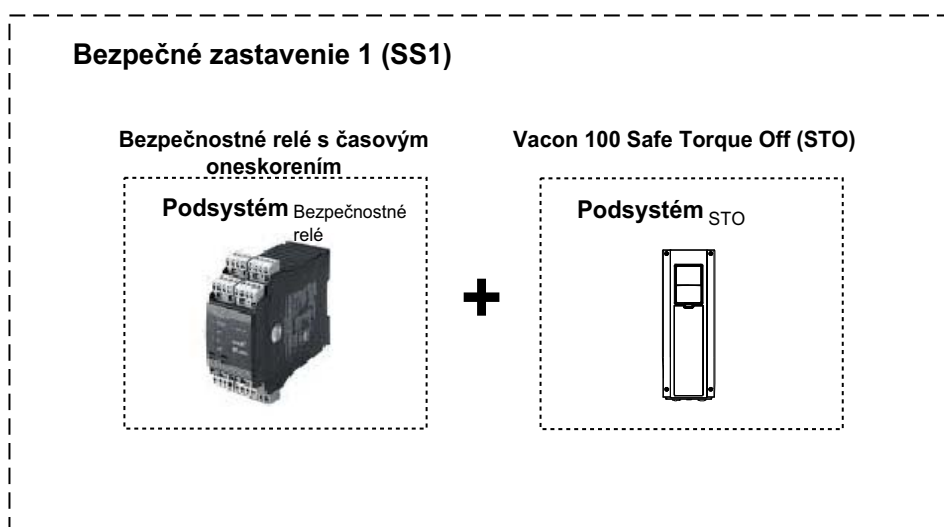 Bezpečné zastavenie 1 (SS1)
Bezpečnostné relé s časovým
oneskorením
Podsystém Bezpečnostné
relé
Vacon 100 Safe Torque Off (STO)
Podsystém STO